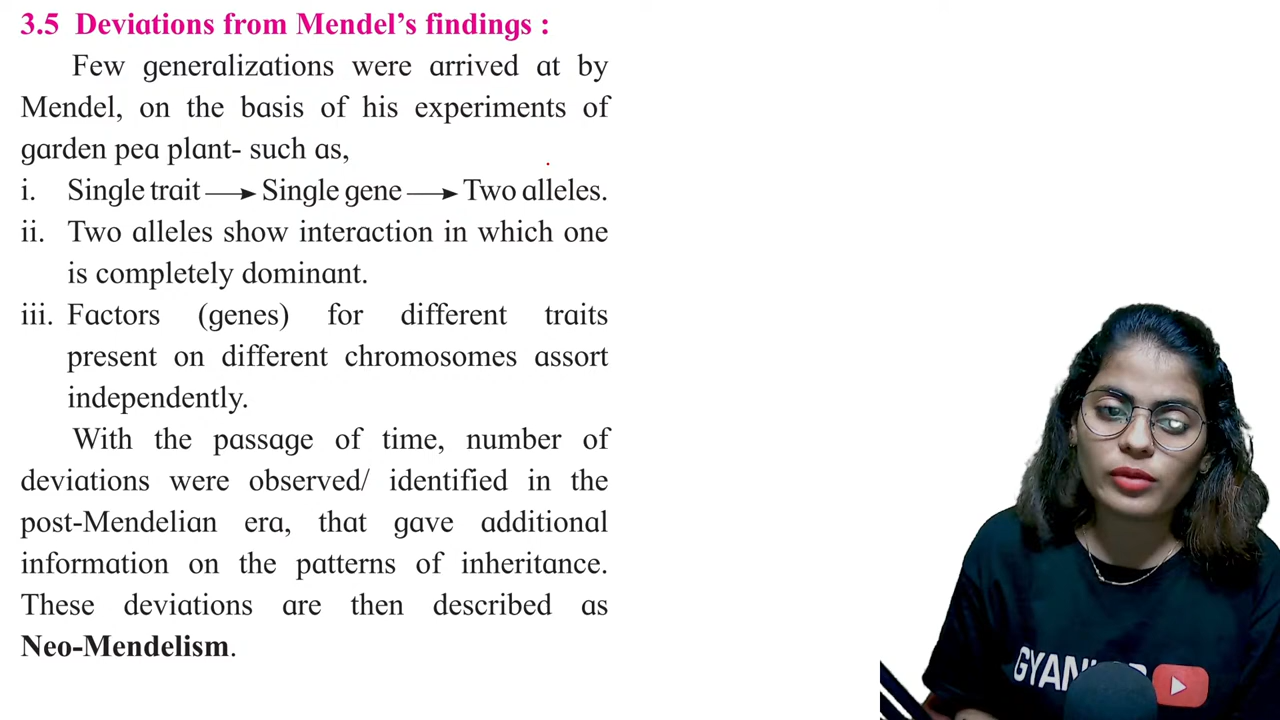 3.5 Deviations from Mendel's findings :
Few generalizations were arrived at by
Mendel, on the basis of his experiments of
garden pea plant- such as,
i. Single trait → Single gene → Two alleles.
ii. Two alleles show interaction in which one
is completely dominant.
iii. Factors (genes) for different traits
present on different chromosomes assort
independently.
With the passage of time, number of
deviations were observed/ identified in the
post-Mendelian era, that gave additional
information on the patterns of inheritance.
These deviations are then described as
Neo-Mendelism.